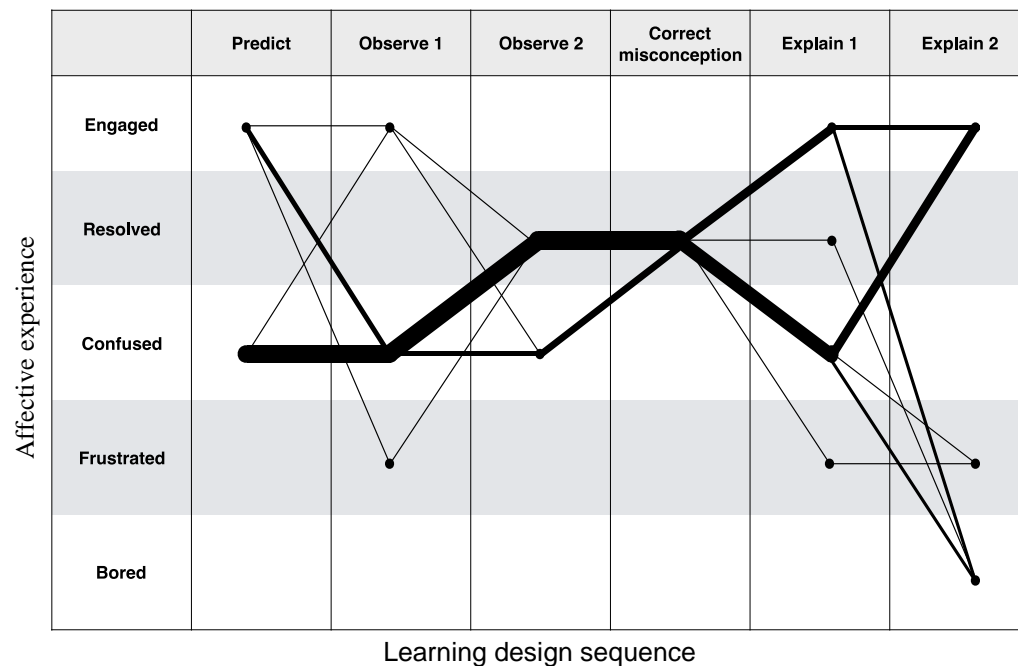 Predict
Observe 1
Observe 2
Correct
misconception
Explain 1
Explain 2
Engaged
Resolved
Confused
Frustrated
Bored
Affective experience
Learning design sequence